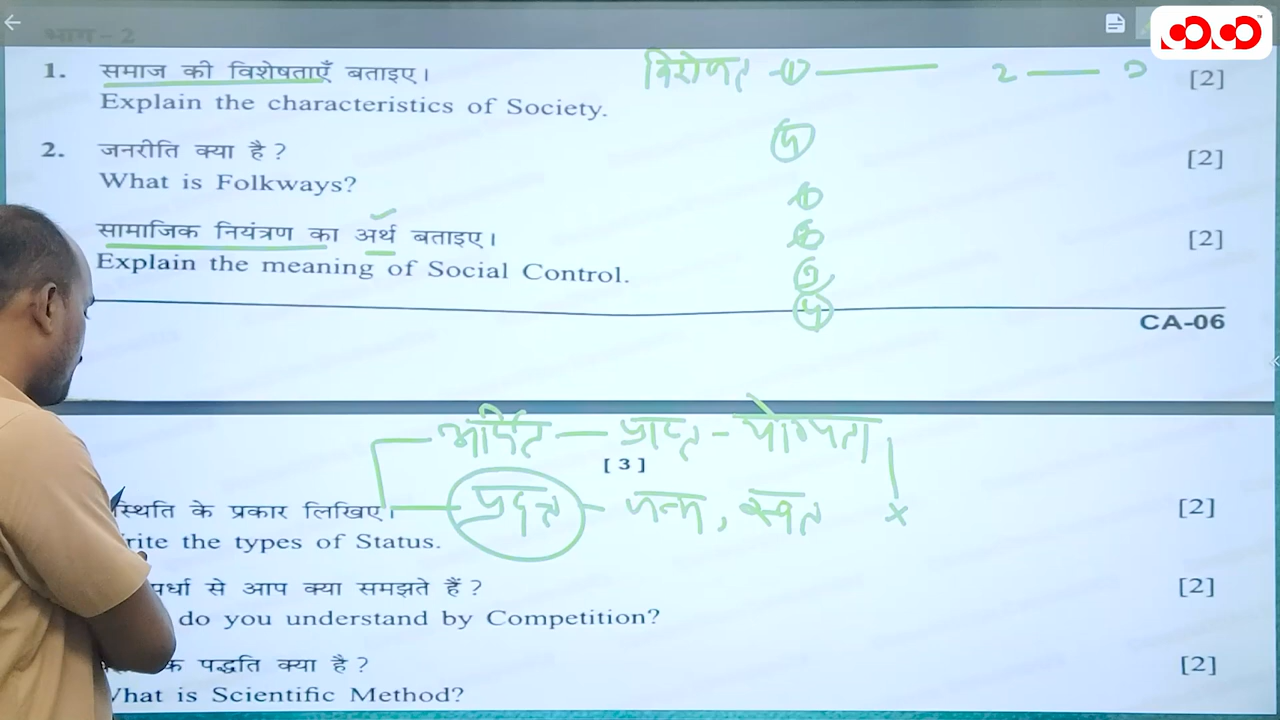 भाग – 2
1. समाज की विशेषताएँ बताइए। [2]
Explain the characteristics of Society.
2. जनरीति क्या है ? [2]
What is Folkways?
सामाजिक नियंत्रण का अर्थ बताइए। [2]
Explain the meaning of Social Control.
CA-06
अर्जित — प्राप्त - योग्यता
[ 3 ]
स्थिति के प्रकार लिखिए। [2]
प्रदत्त - जन्म, स्वत x
rite the types of Status.
र्धा से आप क्या समझते हैं ? [2]
do you understand by Competition?
क पद्धति क्या है ? [2]
What is Scientific Method?